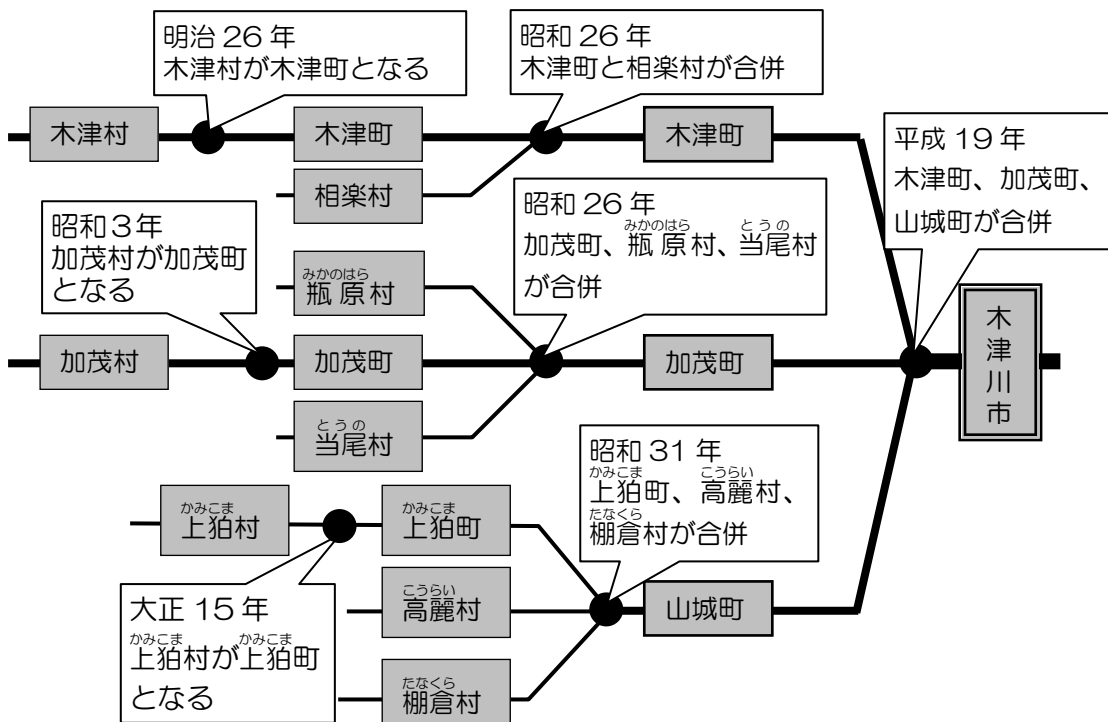 明治 26 年
木津村が木津町となる
昭和 26 年
木津町と相楽村が合併
木津村
木津町
木津町
相楽村
平成 19 年
木津町、加茂町、
山城町が合併
昭和 3 年
加茂村が加茂町
となる
昭和 26 年
みかのはら とうの
加茂町、瓶原村、当尾村
が合併
みかのはら
瓶原村
加茂村
加茂町
加茂町
木津川市
とうの
当尾村
昭和 31 年
かみこま こうらい
上狛町、高麗村、
たなくら
棚倉村が合併
かみこま
上狛村
かみこま
上狛町
こうらい
高麗村
山城町
大正 15 年
かみこま かみこま
上狛村が上狛町
となる
たなくら
棚倉村